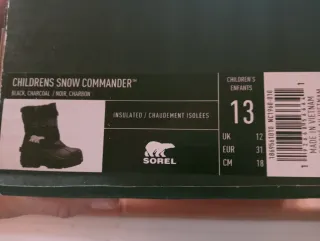 CHILDRENS SNOW COMMANDER™
BLACK, CHARCOAL / NOIR, CHARBON
INSULATED / CHAUDEMENT ISOLÉES
SOREL
CHILDREN'S
ENFANTS
13
UK 12
EUR 31
CM 18
MADE IN VIETNAM